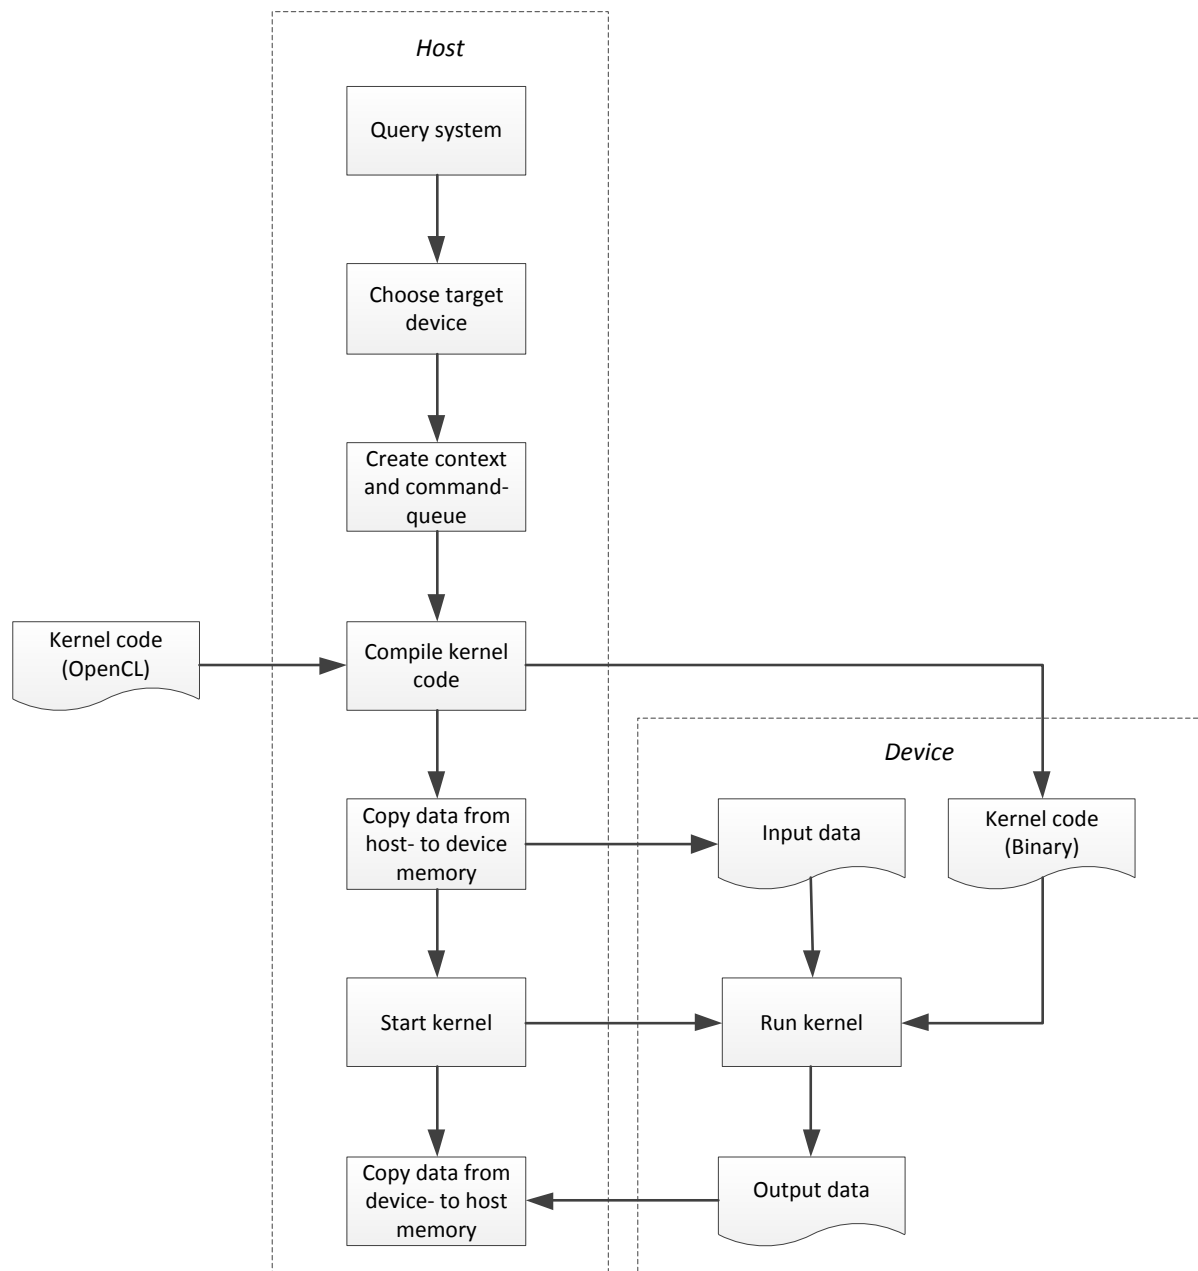 Host
Query system
Choose target
device
Create context
and command-
queue
Kernel code
(OpenCL)
Compile kernel
code
Device
Copy data from
host- to device
memory
Input data
Kernel code
(Binary)
Start kernel
Run kernel
Copy data from
device- to host
memory
Output data